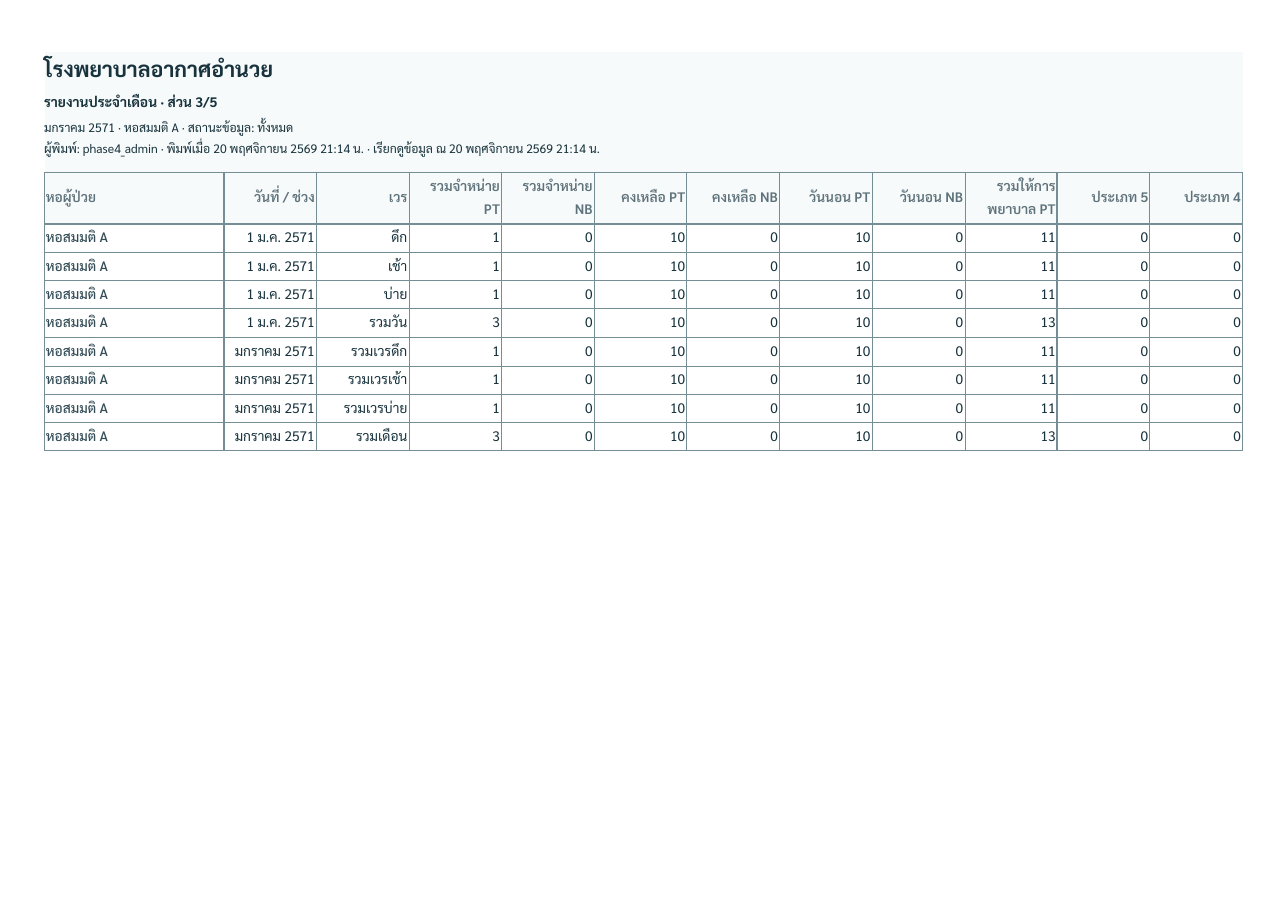 โรงพยาบาลอากาศอำนวย
รายงานประจำเดือน · ส่วน 3/5
มกราคม 2571 · หอสมมติ A · สถานะข้อมูล: ทั้งหมด
ผู้พิมพ์: phase4_admin · พิมพ์เมื่อ 20 พฤศจิกายน 2569 21:14 น. · เรียกดูข้อมูล ณ 20 พฤศจิกายน 2569 21:14 น.
หอผู้ป่วย วันที่ / ช่วง เวร รวมจำหน่าย PT รวมจำหน่าย NB คงเหลือ PT คงเหลือ NB วันนอน PT วันนอน NB รวมให้การพยาบาล PT ประเภท 5 ประเภท 4
หอสมมติ A 1 ม.ค. 2571 ดึก 1 0 10 0 10 0 11 0 0
หอสมมติ A 1 ม.ค. 2571 เช้า 1 0 10 0 10 0 11 0 0
หอสมมติ A 1 ม.ค. 2571 บ่าย 1 0 10 0 10 0 11 0 0
หอสมมติ A 1 ม.ค. 2571 รวมวัน 3 0 10 0 10 0 13 0 0
หอสมมติ A มกราคม 2571 รวมเวรดึก 1 0 10 0 10 0 11 0 0
หอสมมติ A มกราคม 2571 รวมเวรเช้า 1 0 10 0 10 0 11 0 0
หอสมมติ A มกราคม 2571 รวมเวรบ่าย 1 0 10 0 10 0 11 0 0
หอสมมติ A มกราคม 2571 รวมเดือน 3 0 10 0 10 0 13 0 0